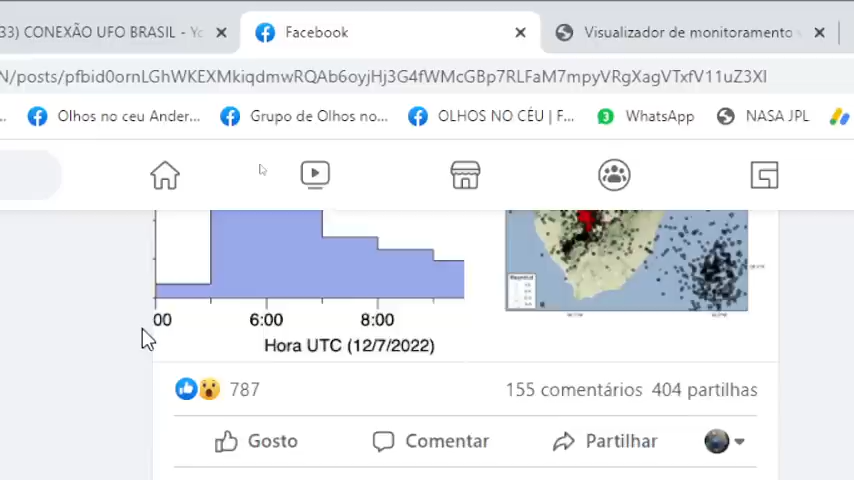 33) CONEXÃO UFO BRASIL - Yo
Facebook
Visualizador de monitoramento
N/posts/pfbid0ornLGhWKEXMkiqdmwRQAb6oyjHj3G4fWMcGBp7RLFaM7mpyVRgXagVTxfV11uZ3Xl
Olhos no ceu Ander...
Grupo de Olhos no...
OLHOS NO CÉU | F...
3
WhatsApp
NASA JPL
00
6:00
8:00
Hora UTC (12/7/2022)
787
155 comentários
404 partilhas
Gosto
Comentar
Partilhar